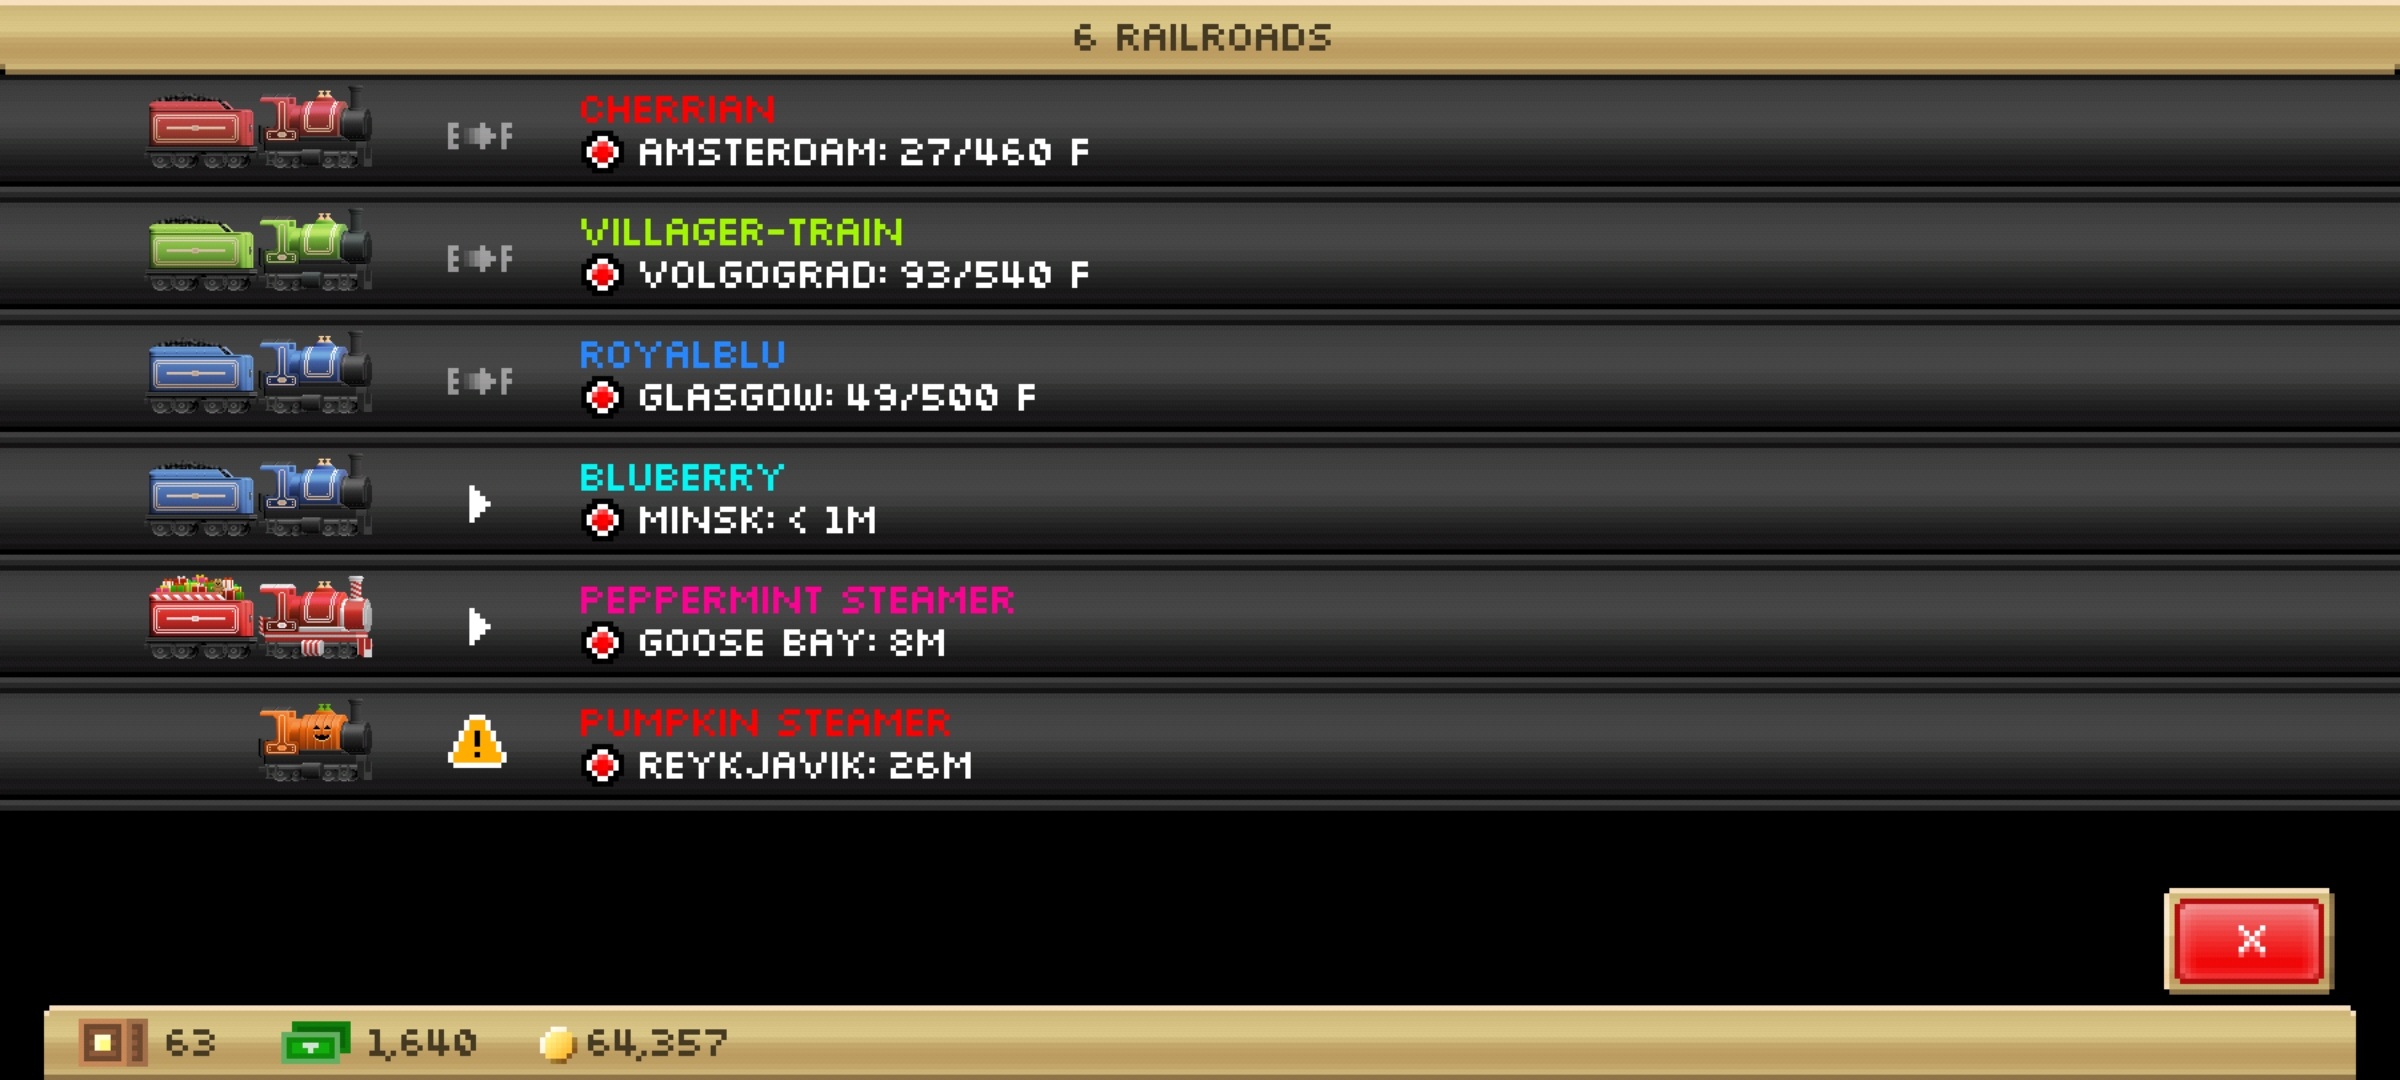 6 RAILROADS
CHERRIAN
E F
AMSTERDAM: 27/460 F
VILLAGER-TRAIN
E F
VOLGOGRAD: 93/540 F
ROYALBLU
E F
GLASGOW: 49/500 F
BLUBERRY
MINSK: < 1M
PEPPERMINT STEAMER
GOOSE BAY: 8M
PUMPKIN STEAMER
!
REYKJAVIK: 26M
X
63 1,640 64,357